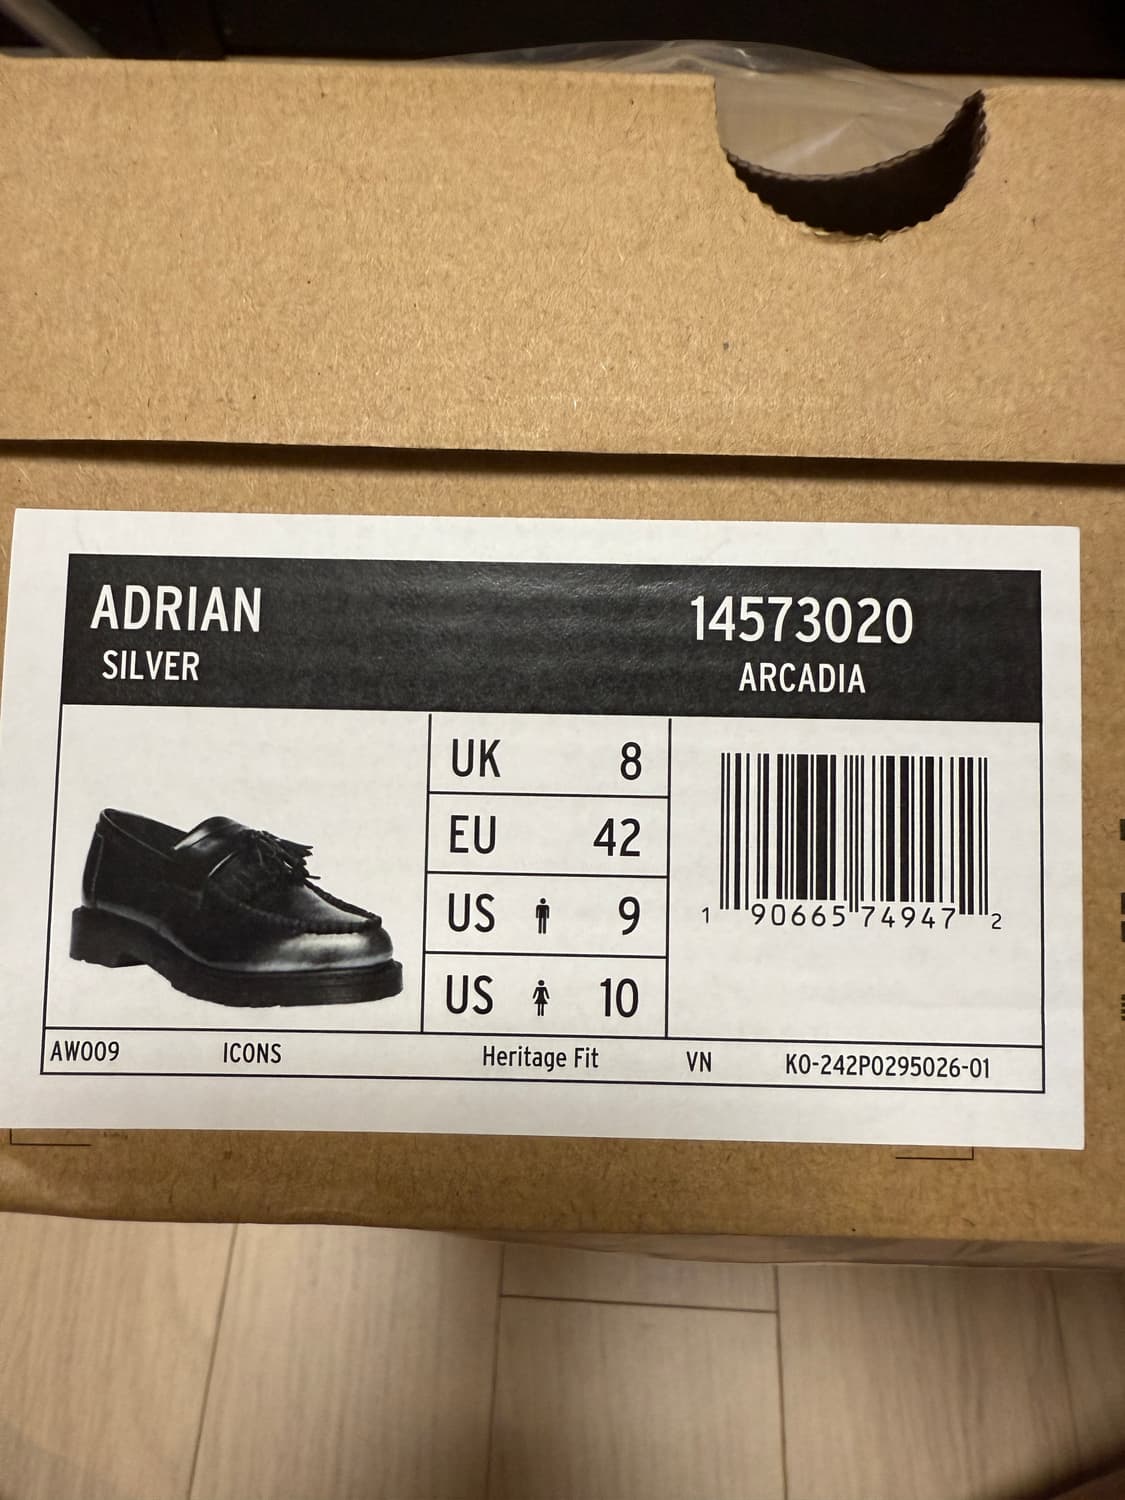 ADRIAN
SILVER
14573020
ARCADIA
UK 8
EU 42
US 9
US 10
1 90665 74947 2
AW009 ICONS Heritage Fit VN KO-242P0295026-01